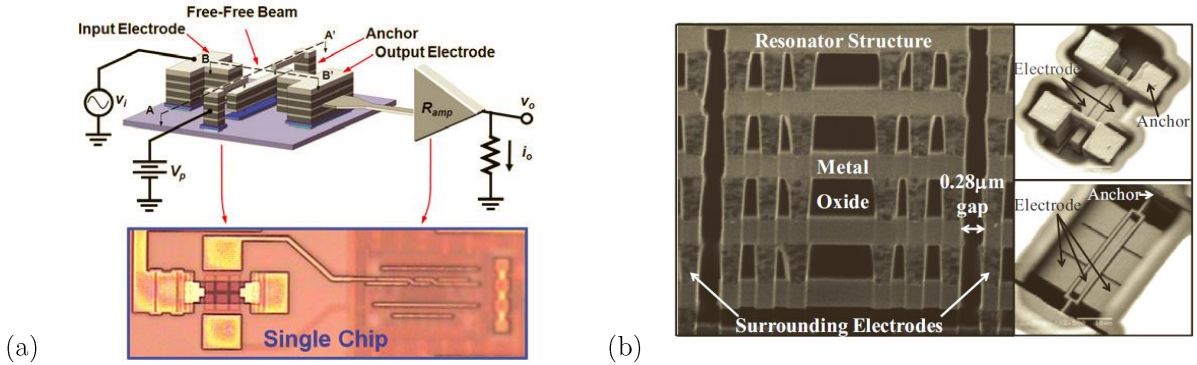 Free-Free Beam
Input Electrode
Anchor
Output Electrode
A'
B
B'
A
v_i
R_amp
v_o
i_o
V_p
Single Chip
(a)
Resonator Structure
Metal
Oxide
0.28μm
gap
Surrounding Electrodes
Electrode
Anchor
Anchor
Electrode
(b)